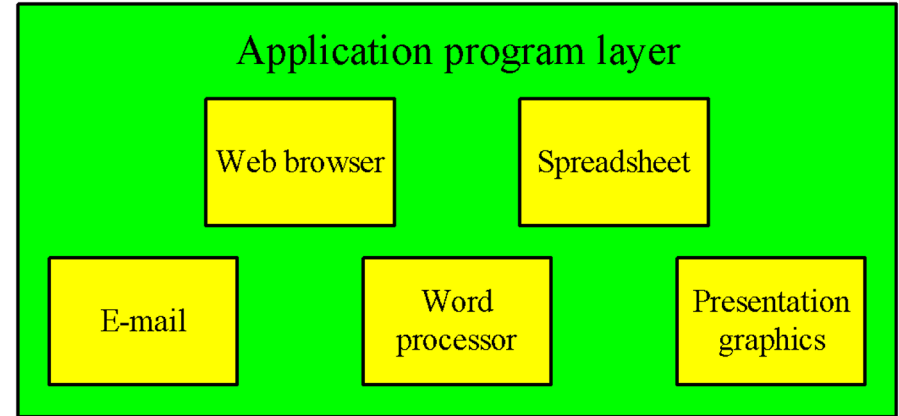 Application program layer
Web browser
Spreadsheet
E-mail
Word
processor
Presentation
graphics